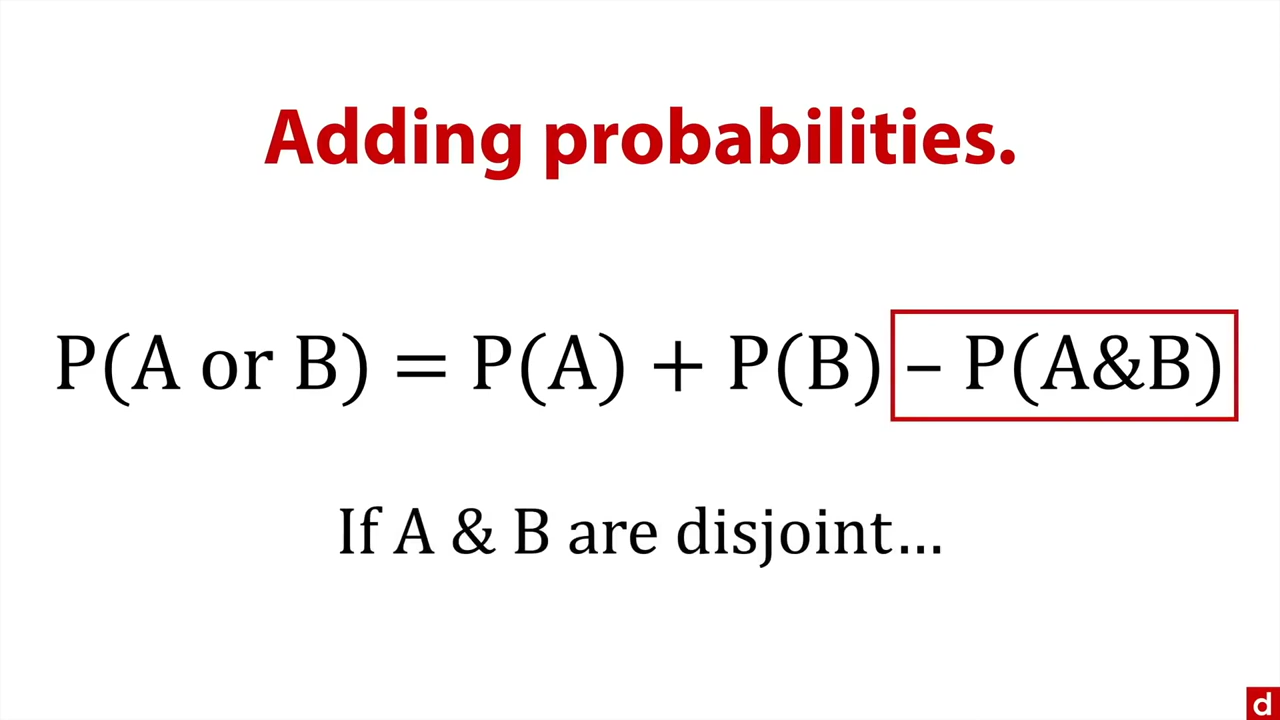 Adding probabilities.
P(A or B) = P(A) + P(B) – P(A&B)
If A & B are disjoint…
d